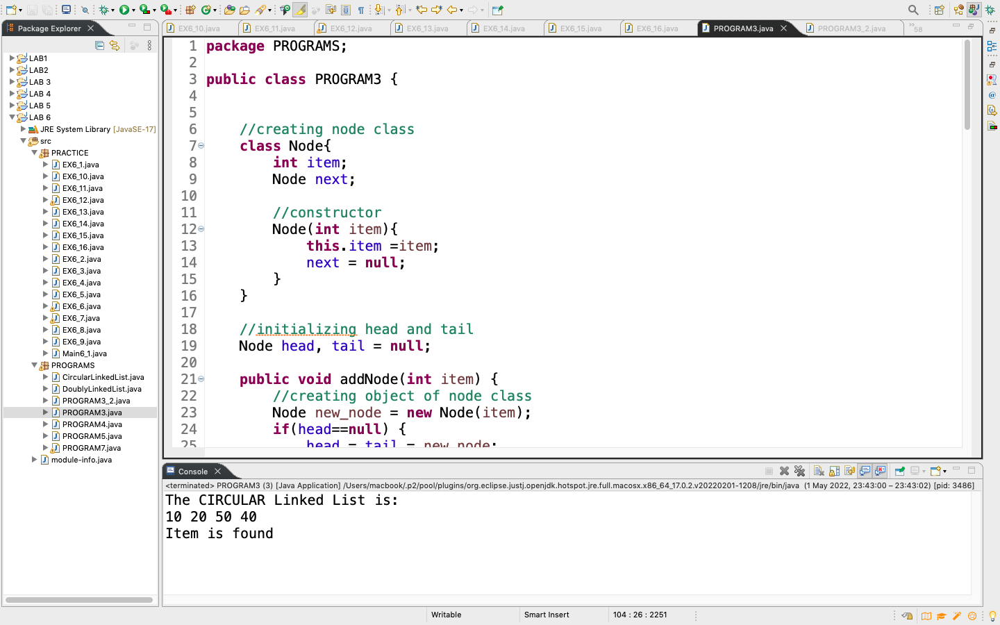 Package Explorer
EX6_10.java
EX6_11.java
EX6_12.java
EX6_13.java
EX6_14.java
EX6_15.java
EX6_16.java
PROGRAM3.java
PROGRAM3_2.java
58
LAB1
LAB2
LAB 3
LAB 4
LAB 5
LAB 6
JRE System Library [JavaSE-17]
src
PRACTICE
EX6_1.java
EX6_10.java
EX6_11.java
EX6_12.java
EX6_13.java
EX6_14.java
EX6_15.java
EX6_16.java
EX6_2.java
EX6_3.java
EX6_4.java
EX6_5.java
EX6_6.java
EX6_7.java
EX6_8.java
EX6_9.java
Main6_1.java
PROGRAMS
CircularLinkedList.java
DoublyLinkedList.java
PROGRAM3_2.java
PROGRAM3.java
PROGRAM4.java
PROGRAM5.java
PROGRAM7.java
module-info.java
1 package PROGRAMS;
2
3 public class PROGRAM3 {
4
5
6 //creating node class
7 class Node{
8 int item;
9 Node next;
10
11 //constructor
12 Node(int item){
13 this.item =item;
14 next = null;
15 }
16 }
17
18 //initializing head and tail
19 Node head, tail = null;
20
21 public void addNode(int item) {
22 //creating object of node class
23 Node new_node = new Node(item);
24 if(head==null) {
25 head = tail = new_node;
Console
<terminated> PROGRAM3 (3) [Java Application] /Users/macbook/.p2/pool/plugins/org.eclipse.justj.openjdk.hotspot.jre.full.macosx.x86_64_17.0.2.v20220201-1208/jre/bin/java (1 May 2022, 23:43:00 – 23:43:02) [pid: 3486]
The CIRCULAR Linked List is:
10 20 50 40
Item is found
Writable
Smart Insert
104 : 26 : 2251